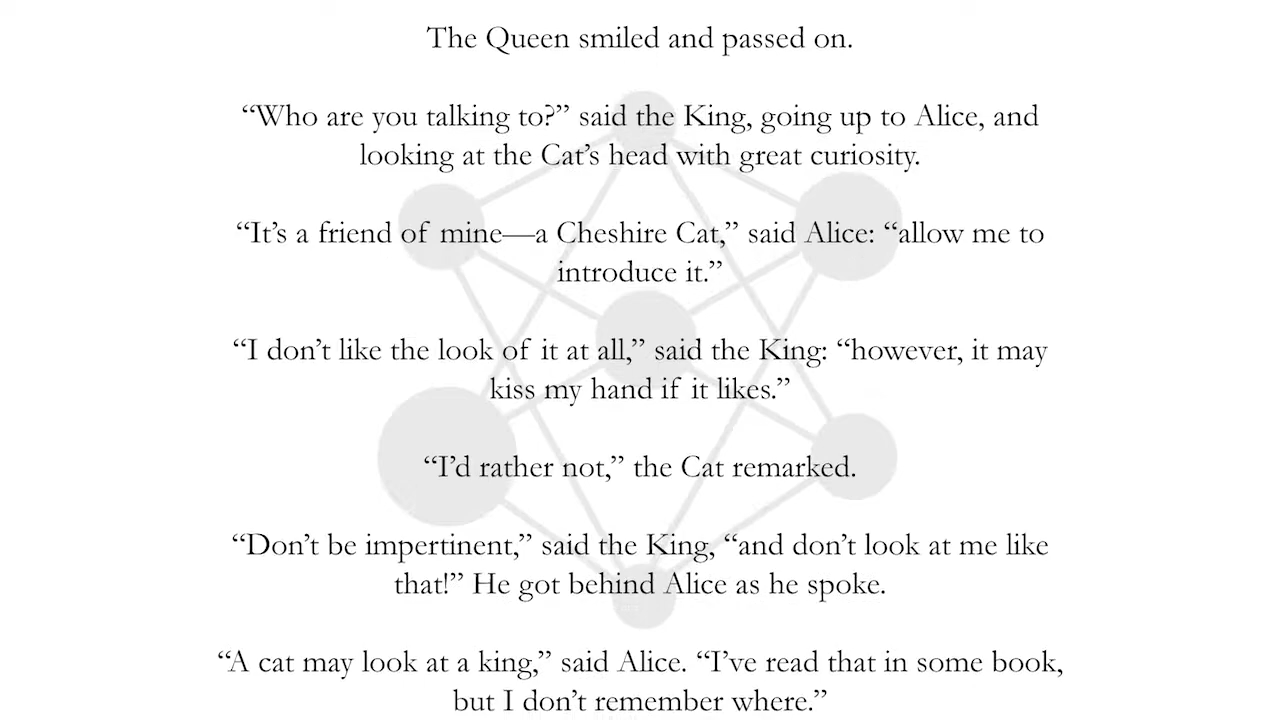 The Queen smiled and passed on.
“Who are you talking to?” said the King, going up to Alice, and
looking at the Cat’s head with great curiosity.
“It’s a friend of mine—a Cheshire Cat,” said Alice: “allow me to
introduce it.”
“I don’t like the look of it at all,” said the King: “however, it may
kiss my hand if it likes.”
“I’d rather not,” the Cat remarked.
“Don’t be impertinent,” said the King, “and don’t look at me like
that!” He got behind Alice as he spoke.
“A cat may look at a king,” said Alice. “I’ve read that in some book,
but I don’t remember where.”